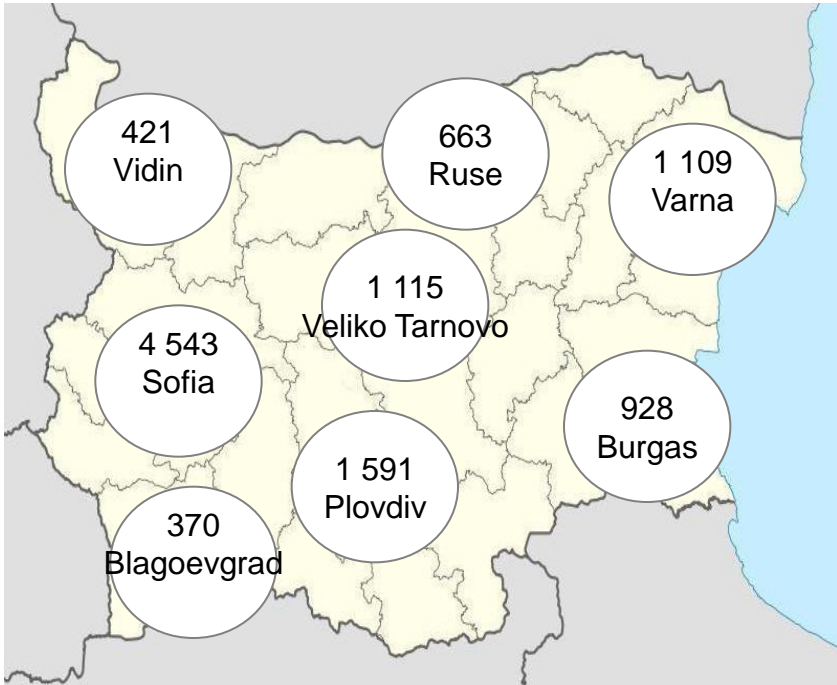 421
Vidin
663
Ruse
1 109
Varna
1 115
Veliko Tarnovo
4 543
Sofia
928
Burgas
1 591
Plovdiv
370
Blagoevgrad